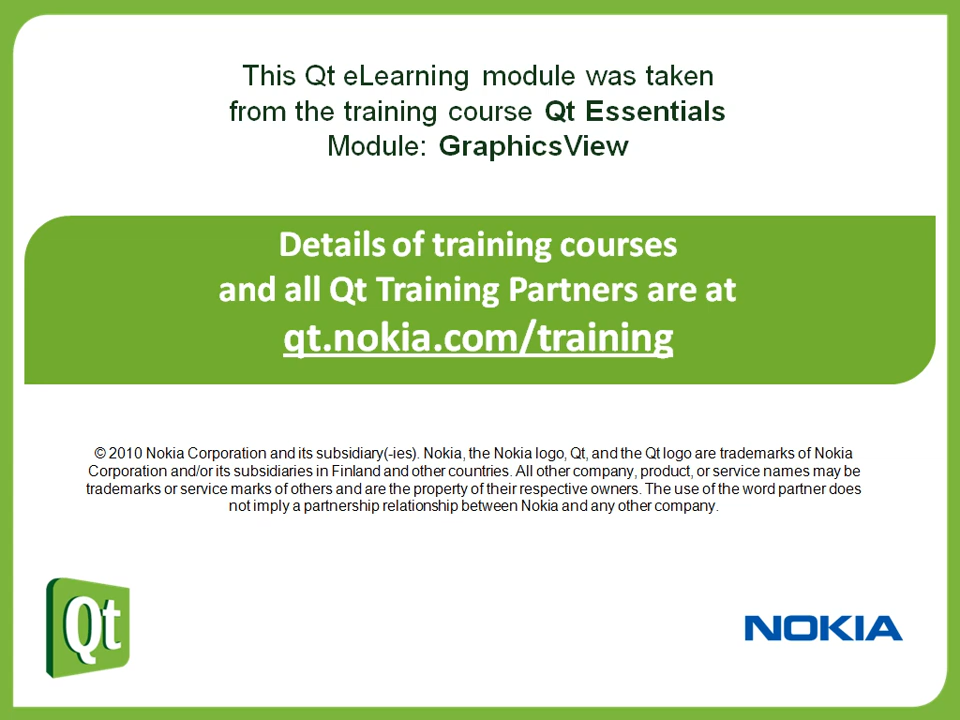 This Qt eLearning module was taken
from the training course Qt Essentials
Module: GraphicsView
Details of training courses
and all Qt Training Partners are at
qt.nokia.com/training
© 2010 Nokia Corporation and its subsidiary(-ies). Nokia, the Nokia logo, Qt, and the Qt logo are trademarks of Nokia
Corporation and/or its subsidiaries in Finland and other countries. All other company, product, or service names may be
trademarks or service marks of others and are the property of their respective owners. The use of the word partner does
not imply a partnership relationship between Nokia and any other company.
Qt
NOKIA